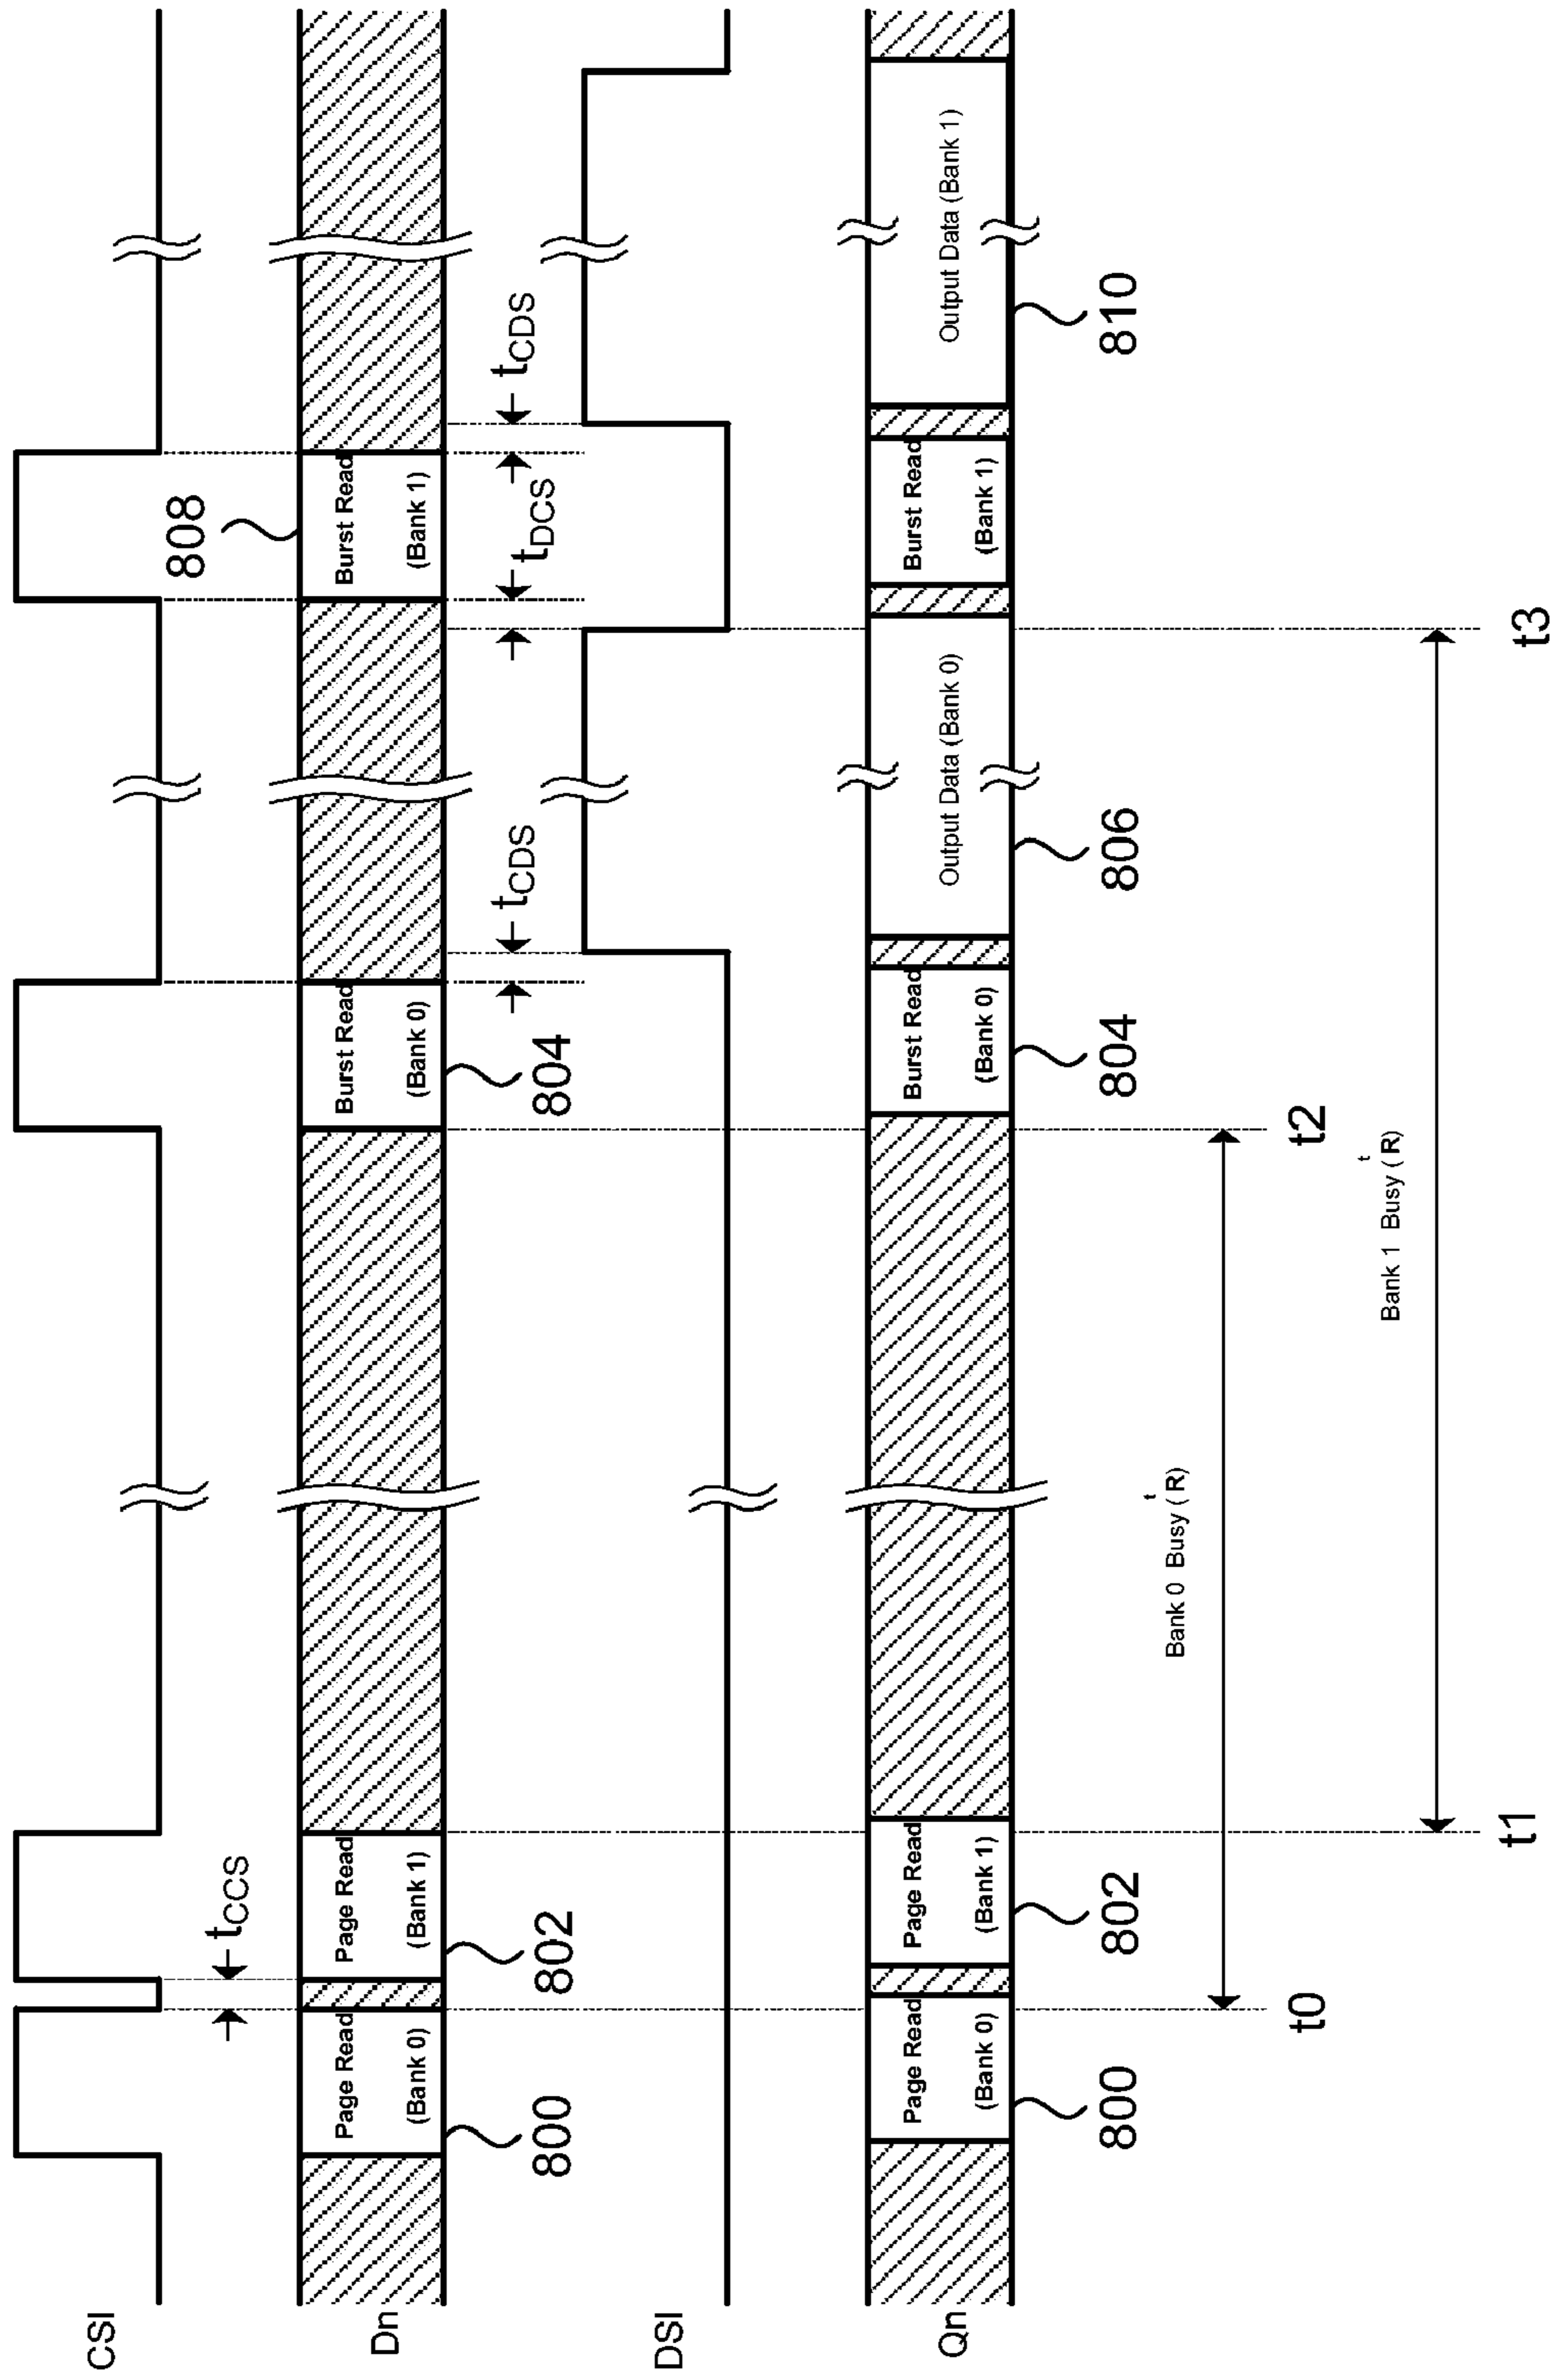 CSI
tCCS
Dn
Page Read
(Bank 0)
Page Read
(Bank 1)
Burst Read
(Bank 0)
Burst Read
(Bank 1)
800
802
804
808
tCDS
tDCS
tCDS
DSI
Qn
Page Read
(Bank 0)
Page Read
(Bank 1)
Burst Read
(Bank 0)
Output Data (Bank 0)
Burst Read
(Bank 1)
Output Data (Bank 1)
800
802
804
806
810
Bank 0 Busy (tR)
t0
t2
Bank 1 Busy (tR)
t1
t3